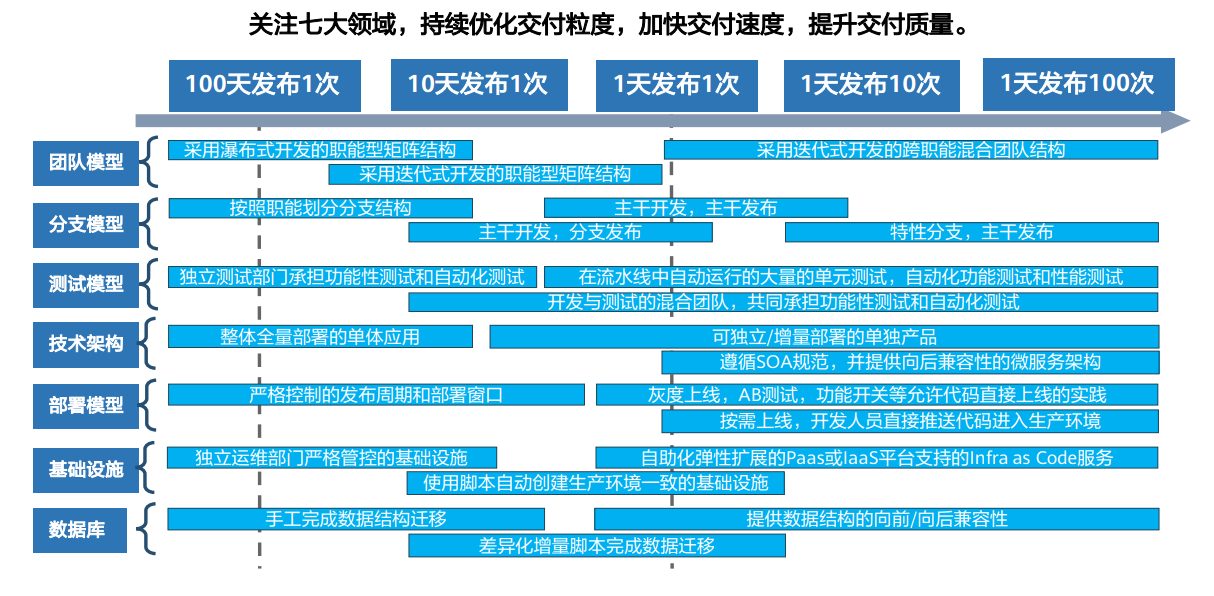 关注七大领域，持续优化交付粒度，加快交付速度，提升交付质量。
100天发布1次
10天发布1次
1天发布1次
1天发布10次
1天发布100次
团队模型
采用瀑布式开发的职能型矩阵结构
采用迭代式开发的跨职能混合团队结构
采用迭代式开发的职能型矩阵结构
分支模型
按照职能划分分支结构
主干开发，主干发布
主干开发，分支发布
特性分支，主干发布
测试模型
独立测试部门承担功能性测试和自动化测试
在流水线中自动运行的大量的单元测试，自动化功能测试和性能测试
开发与测试的混合团队，共同承担功能性测试和自动化测试
技术架构
整体全量部署的单体应用
可独立/增量部署的单独产品
遵循SOA规范，并提供向后兼容性的微服务架构
部署模型
严格控制的发布周期和部署窗口
灰度上线，AB测试，功能开关等允许代码直接上线的实践
按需上线，开发人员直接推送代码进入生产环境
基础设施
独立运维部门严格管控的基础设施
自助化弹性扩展的Paas或IaaS平台支持的Infra as Code服务
使用脚本自动创建生产环境一致的基础设施
数据库
手工完成数据结构迁移
提供数据结构的向前/向后兼容性
差异化增量脚本完成数据迁移